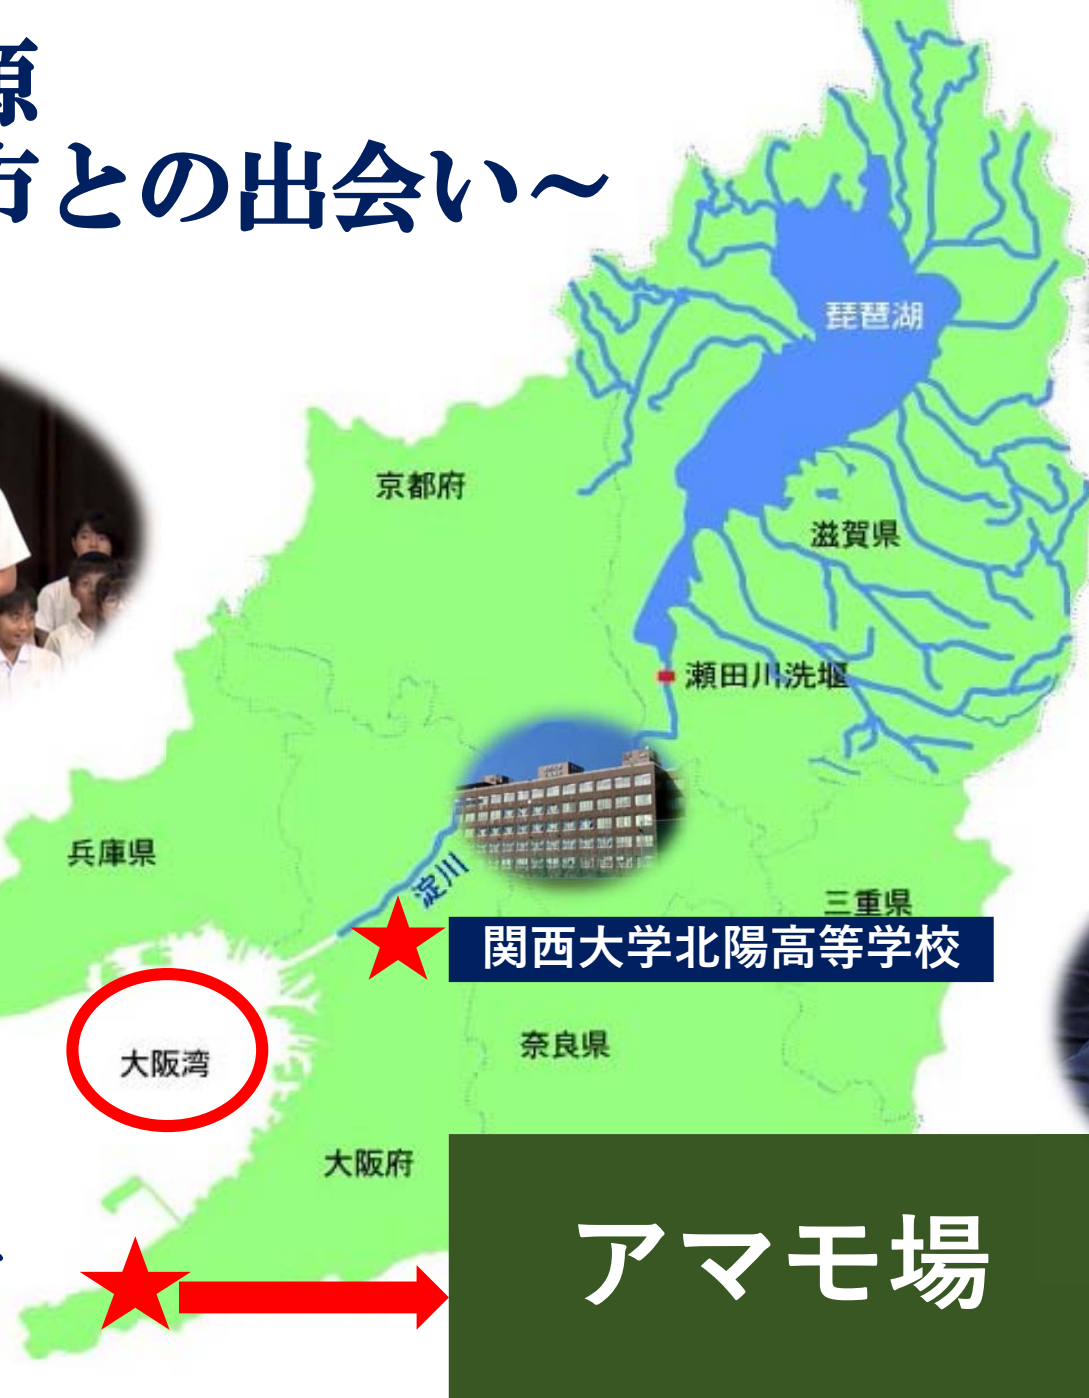 源
市との出会い～
琵琶湖
京都府
滋賀県
瀬田川洗堰
兵庫県
淀川
三重県
関西大学北陽高等学校
大阪湾
奈良県
大阪府
アマモ場